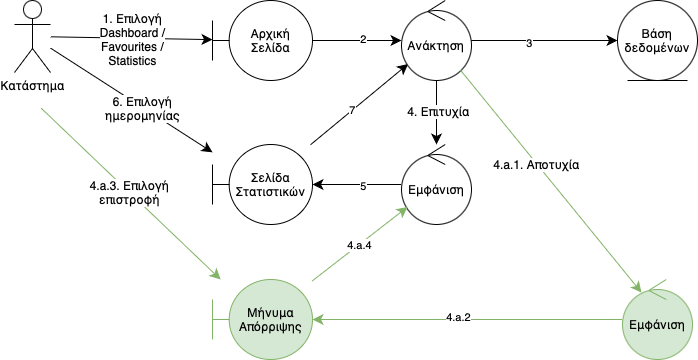 1. Επιλογή
Dashboard /
Favourites /
Statistics
Αρχική
Σελίδα
2
Ανάκτηση
3
Βάση
δεδομένων
Κατάστημα
6. Επιλογή
ημερομηνίας
7
4. Επιτυχία
4.a.1. Αποτυχία
Σελίδα
Στατιστικών
5
Εμφάνιση
4.a.3. Επιλογή
επιστροφή
4.a.4
Μήνυμα
Απόρριψης
4.a.2
Εμφάνιση